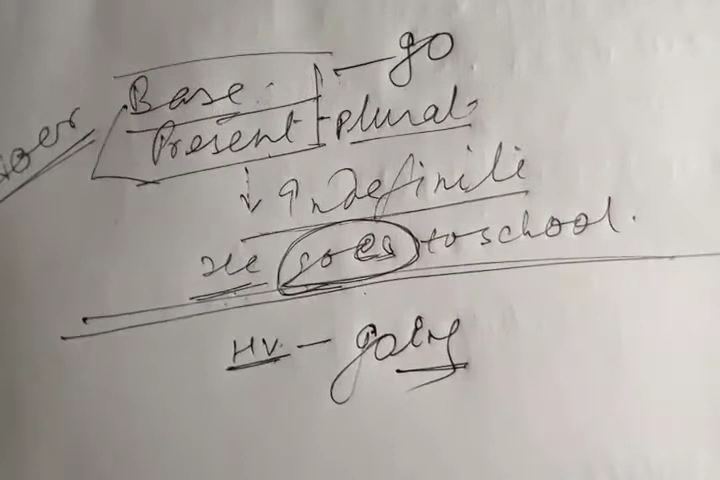 Base - go
Present plural
Indefinite
He goes to school.
HV. - going